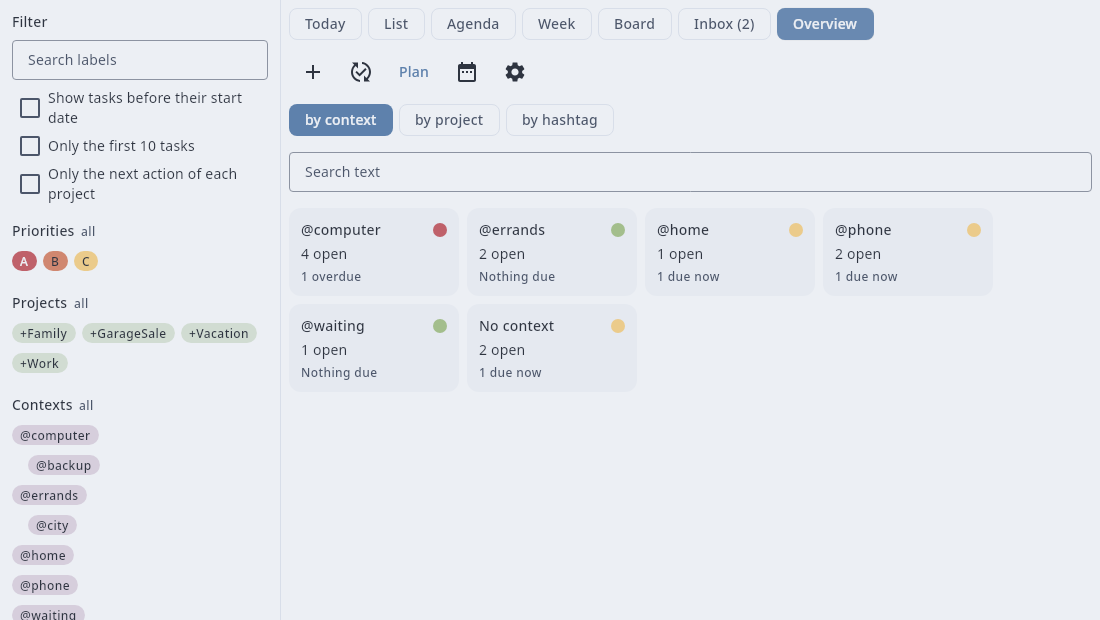 Filter
Search labels
Show tasks before their start
date
Only the first 10 tasks
Only the next action of each
project
Priorities all
A B C
Projects all
+Family +GarageSale +Vacation
+Work
Contexts all
@computer
@backup
@errands
@city
@home
@phone
@waiting
Today List Agenda Week Board Inbox (2) Overview
Plan
by context by project by hashtag
Search text
@computer
4 open
1 overdue
@errands
2 open
Nothing due
@home
1 open
1 due now
@phone
2 open
1 due now
@waiting
1 open
Nothing due
No context
2 open
1 due now